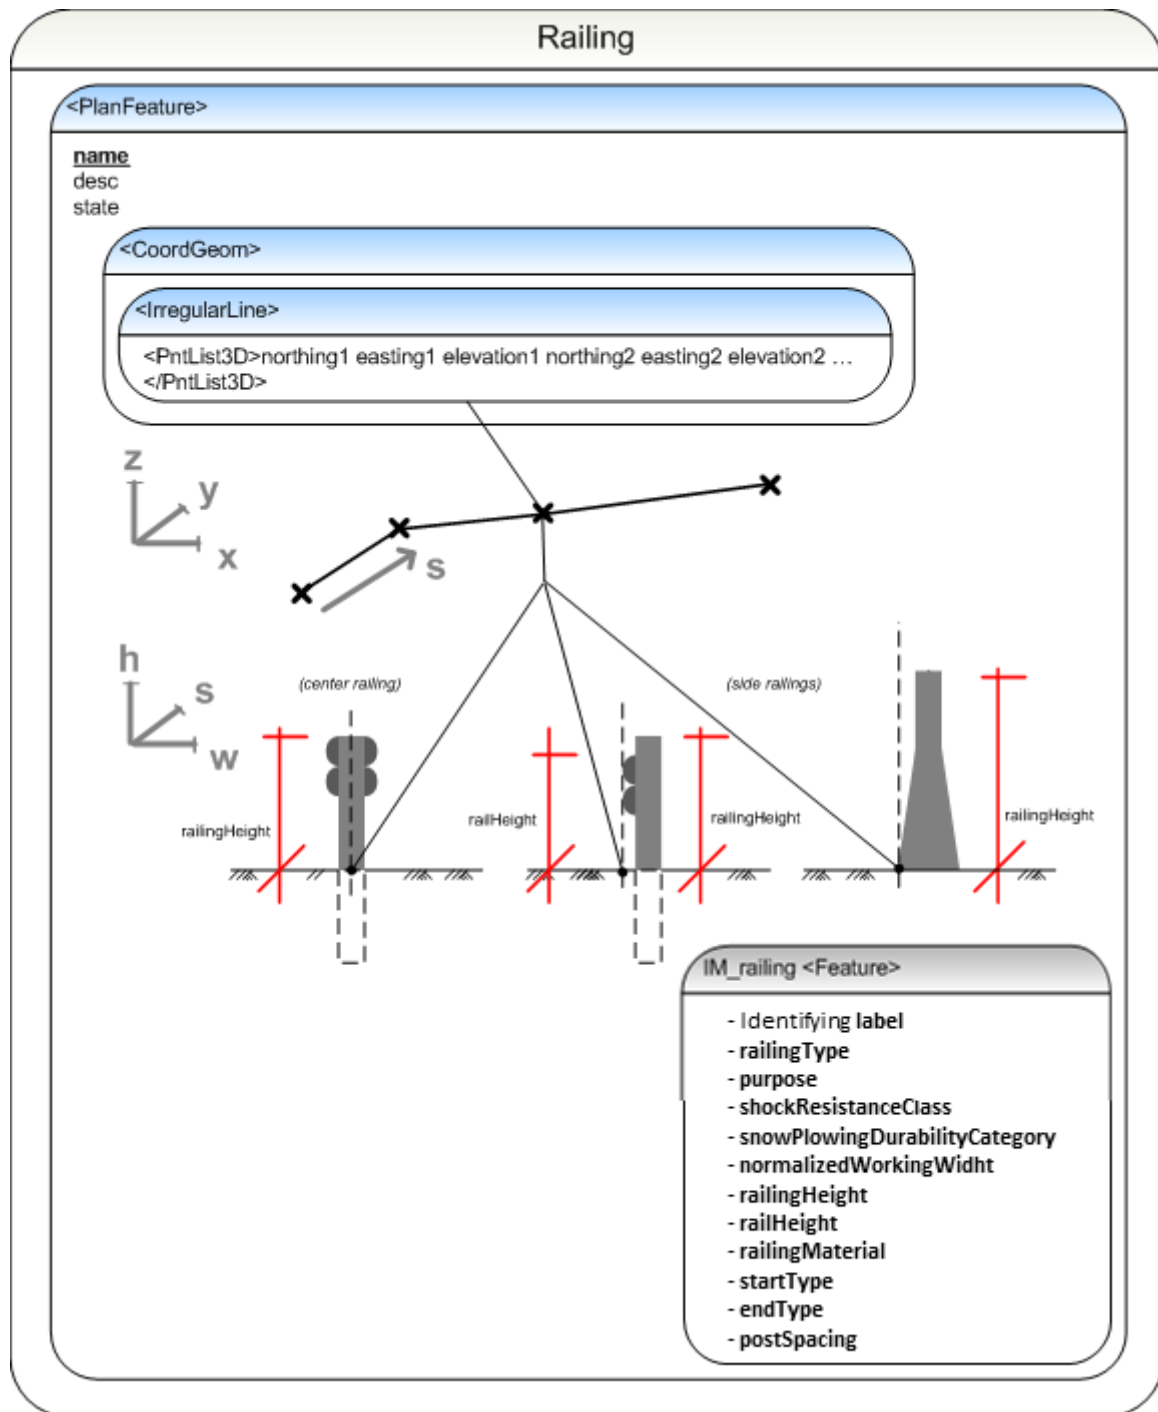 Railing
<PlanFeature>
name
desc
state
<CoordGeom>
<IrregularLine>
<PntList3D>northing1 easting1 elevation1 northing2 easting2 elevation2 ...
</PntList3D>
z
y
x
s
h
s
w
(center railing)
(side railings)
railingHeight
railHeight
railingHeight
railingHeight
IM_railing <Feature>
- Identifying label
- railingType
- purpose
- shockResistanceClass
- snowPlowingDurabilityCategory
- normalizedWorkingWidht
- railingHeight
- railHeight
- railingMaterial
- startType
- endType
- postSpacing